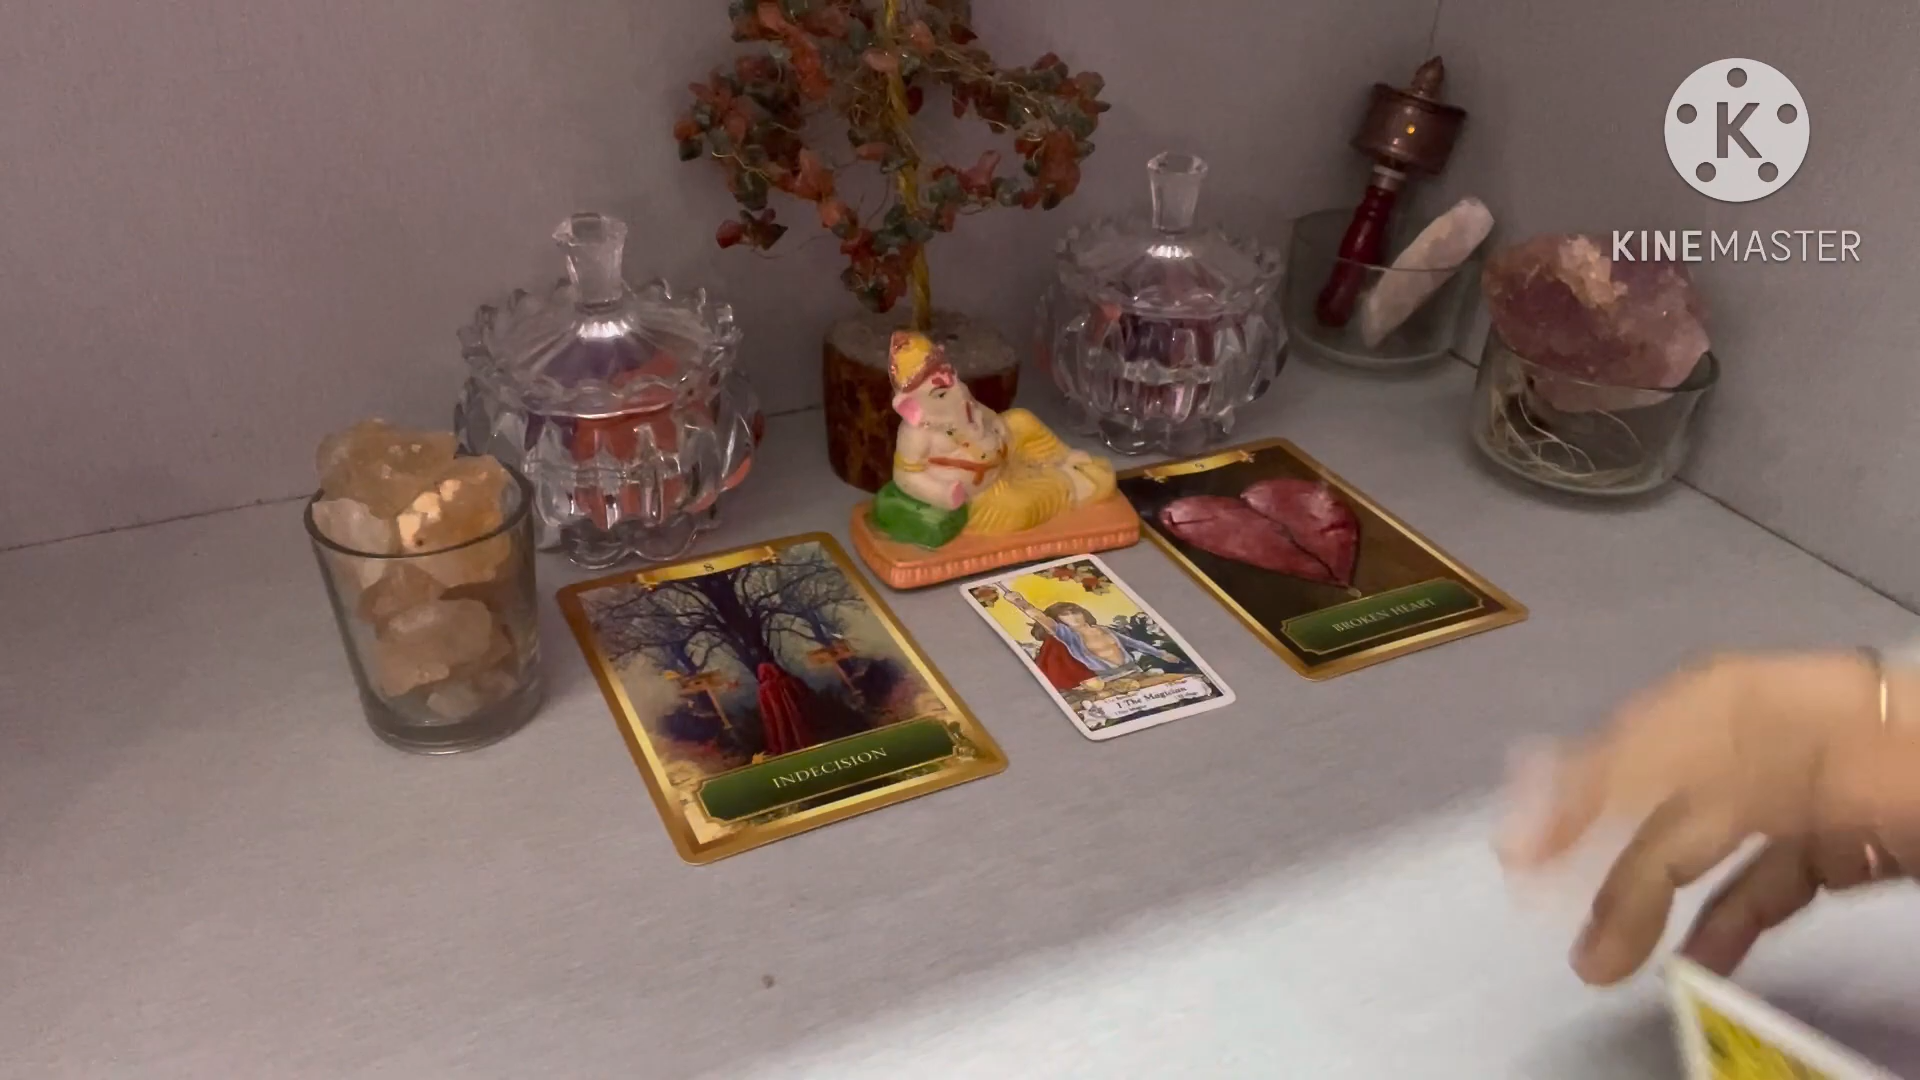 K
KINEMASTER
9
8
BROKEN HEART
I The Magician
INDECISION